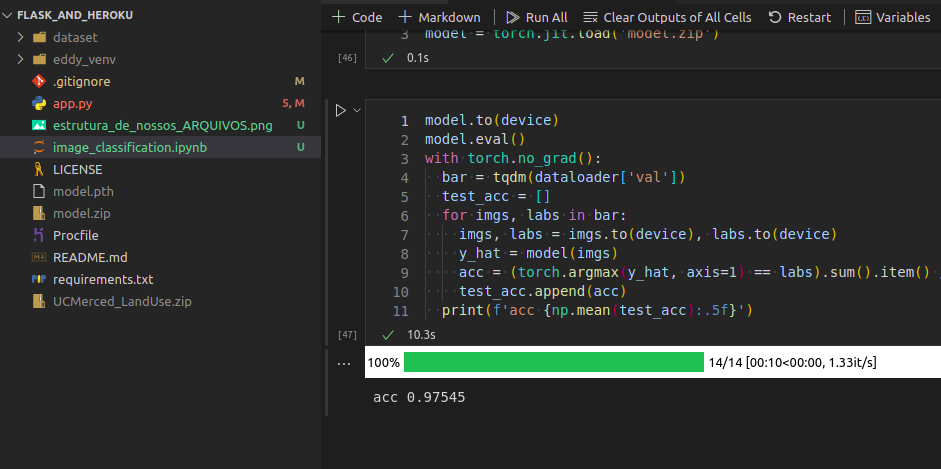 FLASK_AND_HEROKU
dataset
eddy_venv
.gitignore M
app.py 5, M
estrutura_de_nossos_ARQUIVOS.png U
image_classification.ipynb U
LICENSE
model.pth
model.zip
Procfile
README.md
requirements.txt
UCMerced_LandUse.zip
+ Code + Markdown Run All Clear Outputs of All Cells Restart Variables
3 model = torch.jit.load('model.zip')
[46] ✓ 0.1s
1 model.to(device)
2 model.eval()
3 with torch.no_grad():
4 bar = tqdm(dataloader['val'])
5 test_acc = []
6 for imgs, labs in bar:
7 imgs, labs = imgs.to(device), labs.to(device)
8 y_hat = model(imgs)
9 acc = (torch.argmax(y_hat, axis=1) == labs).sum().item()
10 test_acc.append(acc)
11 print(f'acc {np.mean(test_acc):.5f}')
[47] ✓ 10.3s
... 100% 14/14 [00:10<00:00, 1.33it/s]
acc 0.97545